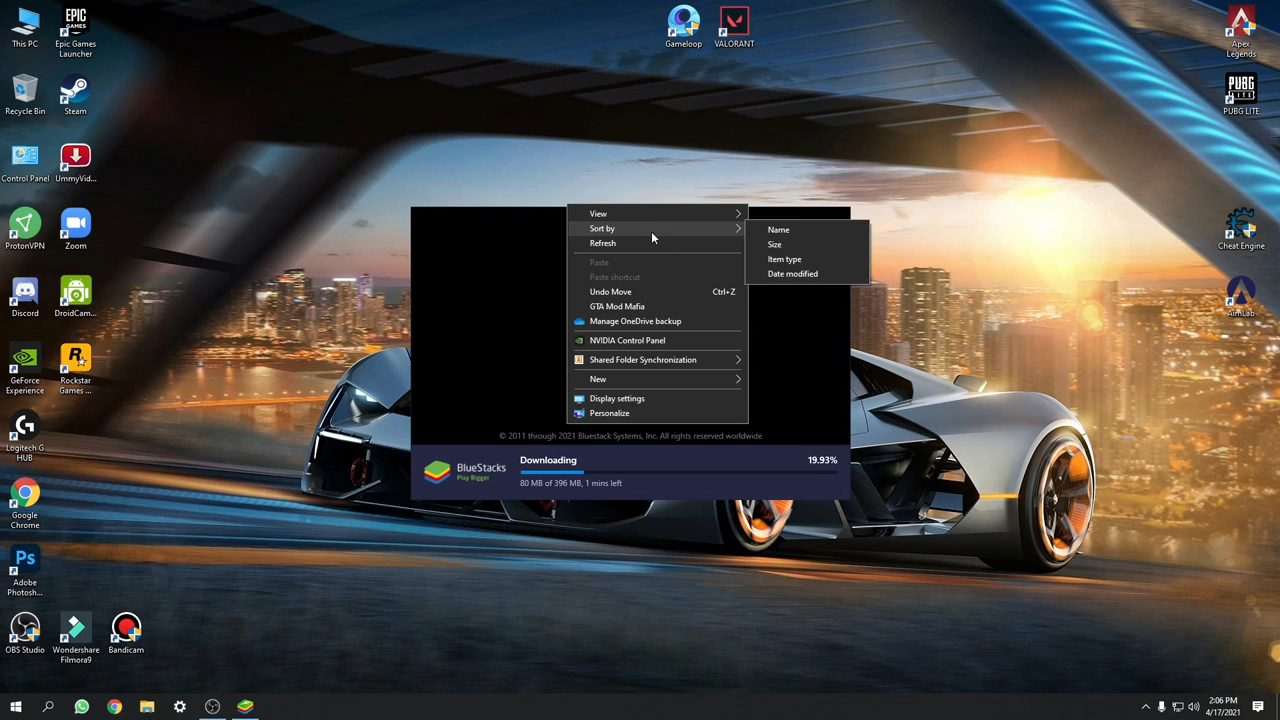 This PC
EPIC GAMES
Epic Games
Launcher
Gameloop
VALORANT
Apex
Legends
Recycle Bin
Steam
PUBG
LITE
PUBG LITE
Control Panel
UmmyVid...
ProtonVPN
Zoom
Cheat Engine
Discord
DroidCam...
AimLab
GeForce
Experience
Rockstar
Games ...
Logitech G
HUB
Google
Chrome
Ps
Adobe
Photosh...
OBS Studio
Wondershare
Filmora9
Bandicam
View
Sort by
Refresh
Paste
Paste shortcut
Undo Move Ctrl+Z
GTA Mod Mafia
Manage OneDrive backup
NVIDIA Control Panel
Shared Folder Synchronization
New
Display settings
Personalize
Name
Size
Item type
Date modified
© 2011 through 2021 Bluestack Systems, Inc. All rights reserved worldwide
BlueStacks
Play Bigger
Downloading 19.93%
80 MB of 396 MB, 1 mins left
2:06 PM
4/17/2021